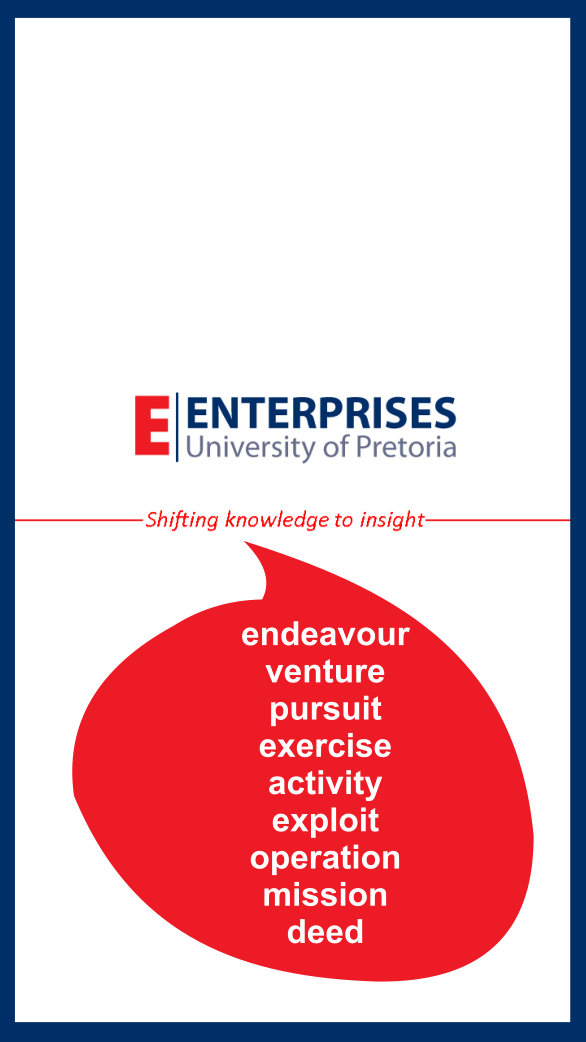 E ENTERPRISES
University of Pretoria
Shifting knowledge to insight
endeavour
venture
pursuit
exercise
activity
exploit
operation
mission
deed